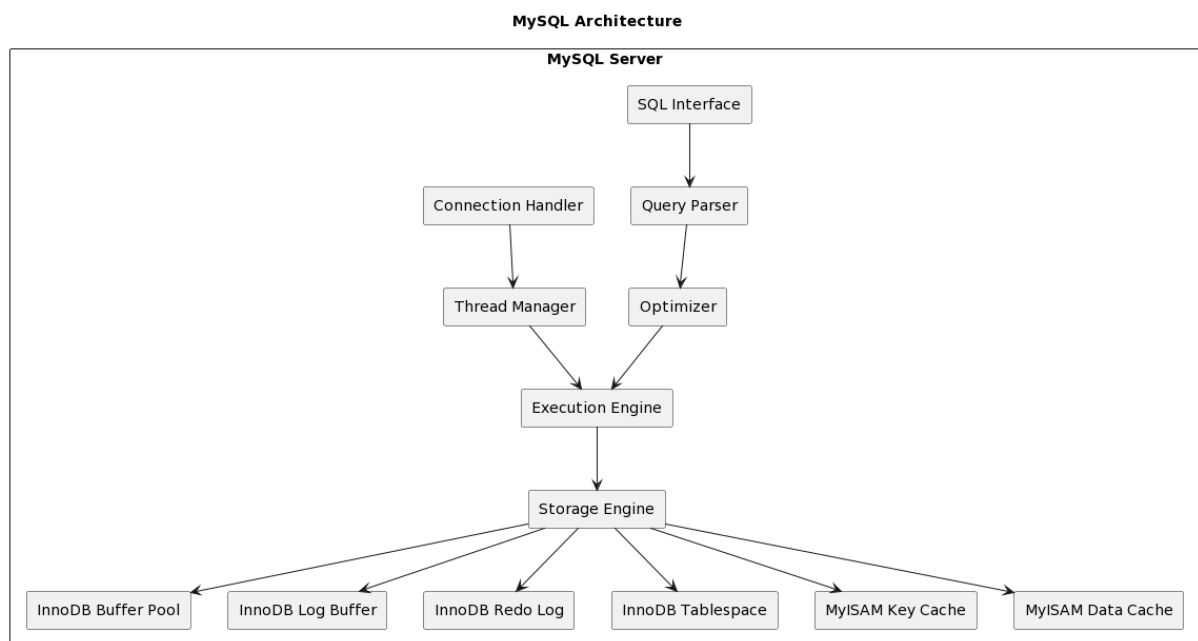 MySQL Architecture
MySQL Server
SQL Interface
Connection Handler
Query Parser
Thread Manager
Optimizer
Execution Engine
Storage Engine
InnoDB Buffer Pool
InnoDB Log Buffer
InnoDB Redo Log
InnoDB Tablespace
MyISAM Key Cache
MyISAM Data Cache